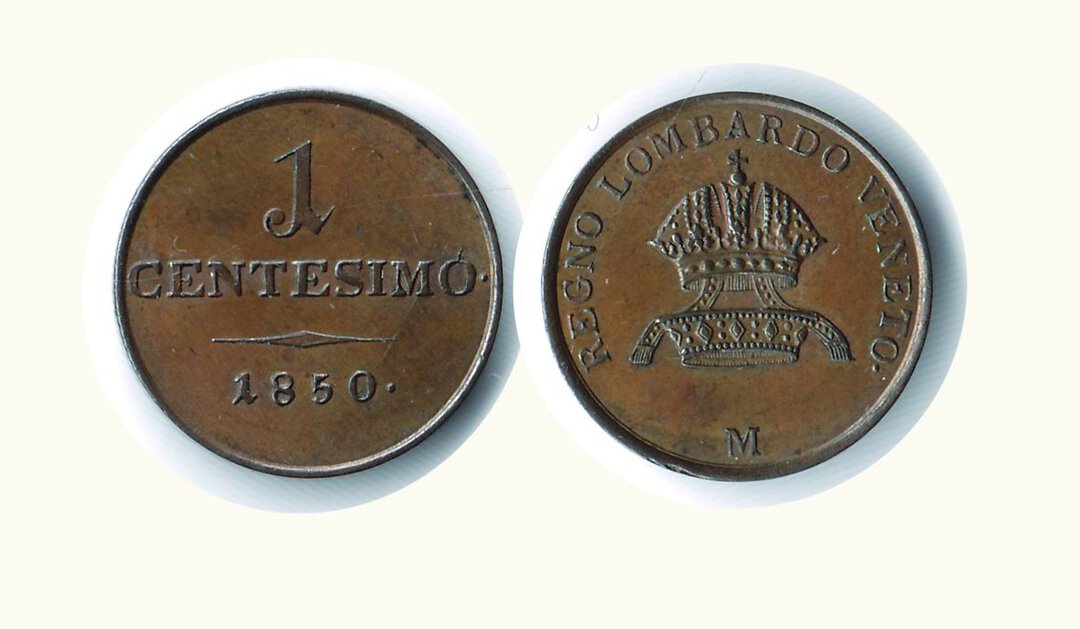 1
CENTESIMO.
1850.
REGNO LOMBARDO VENETO.
M